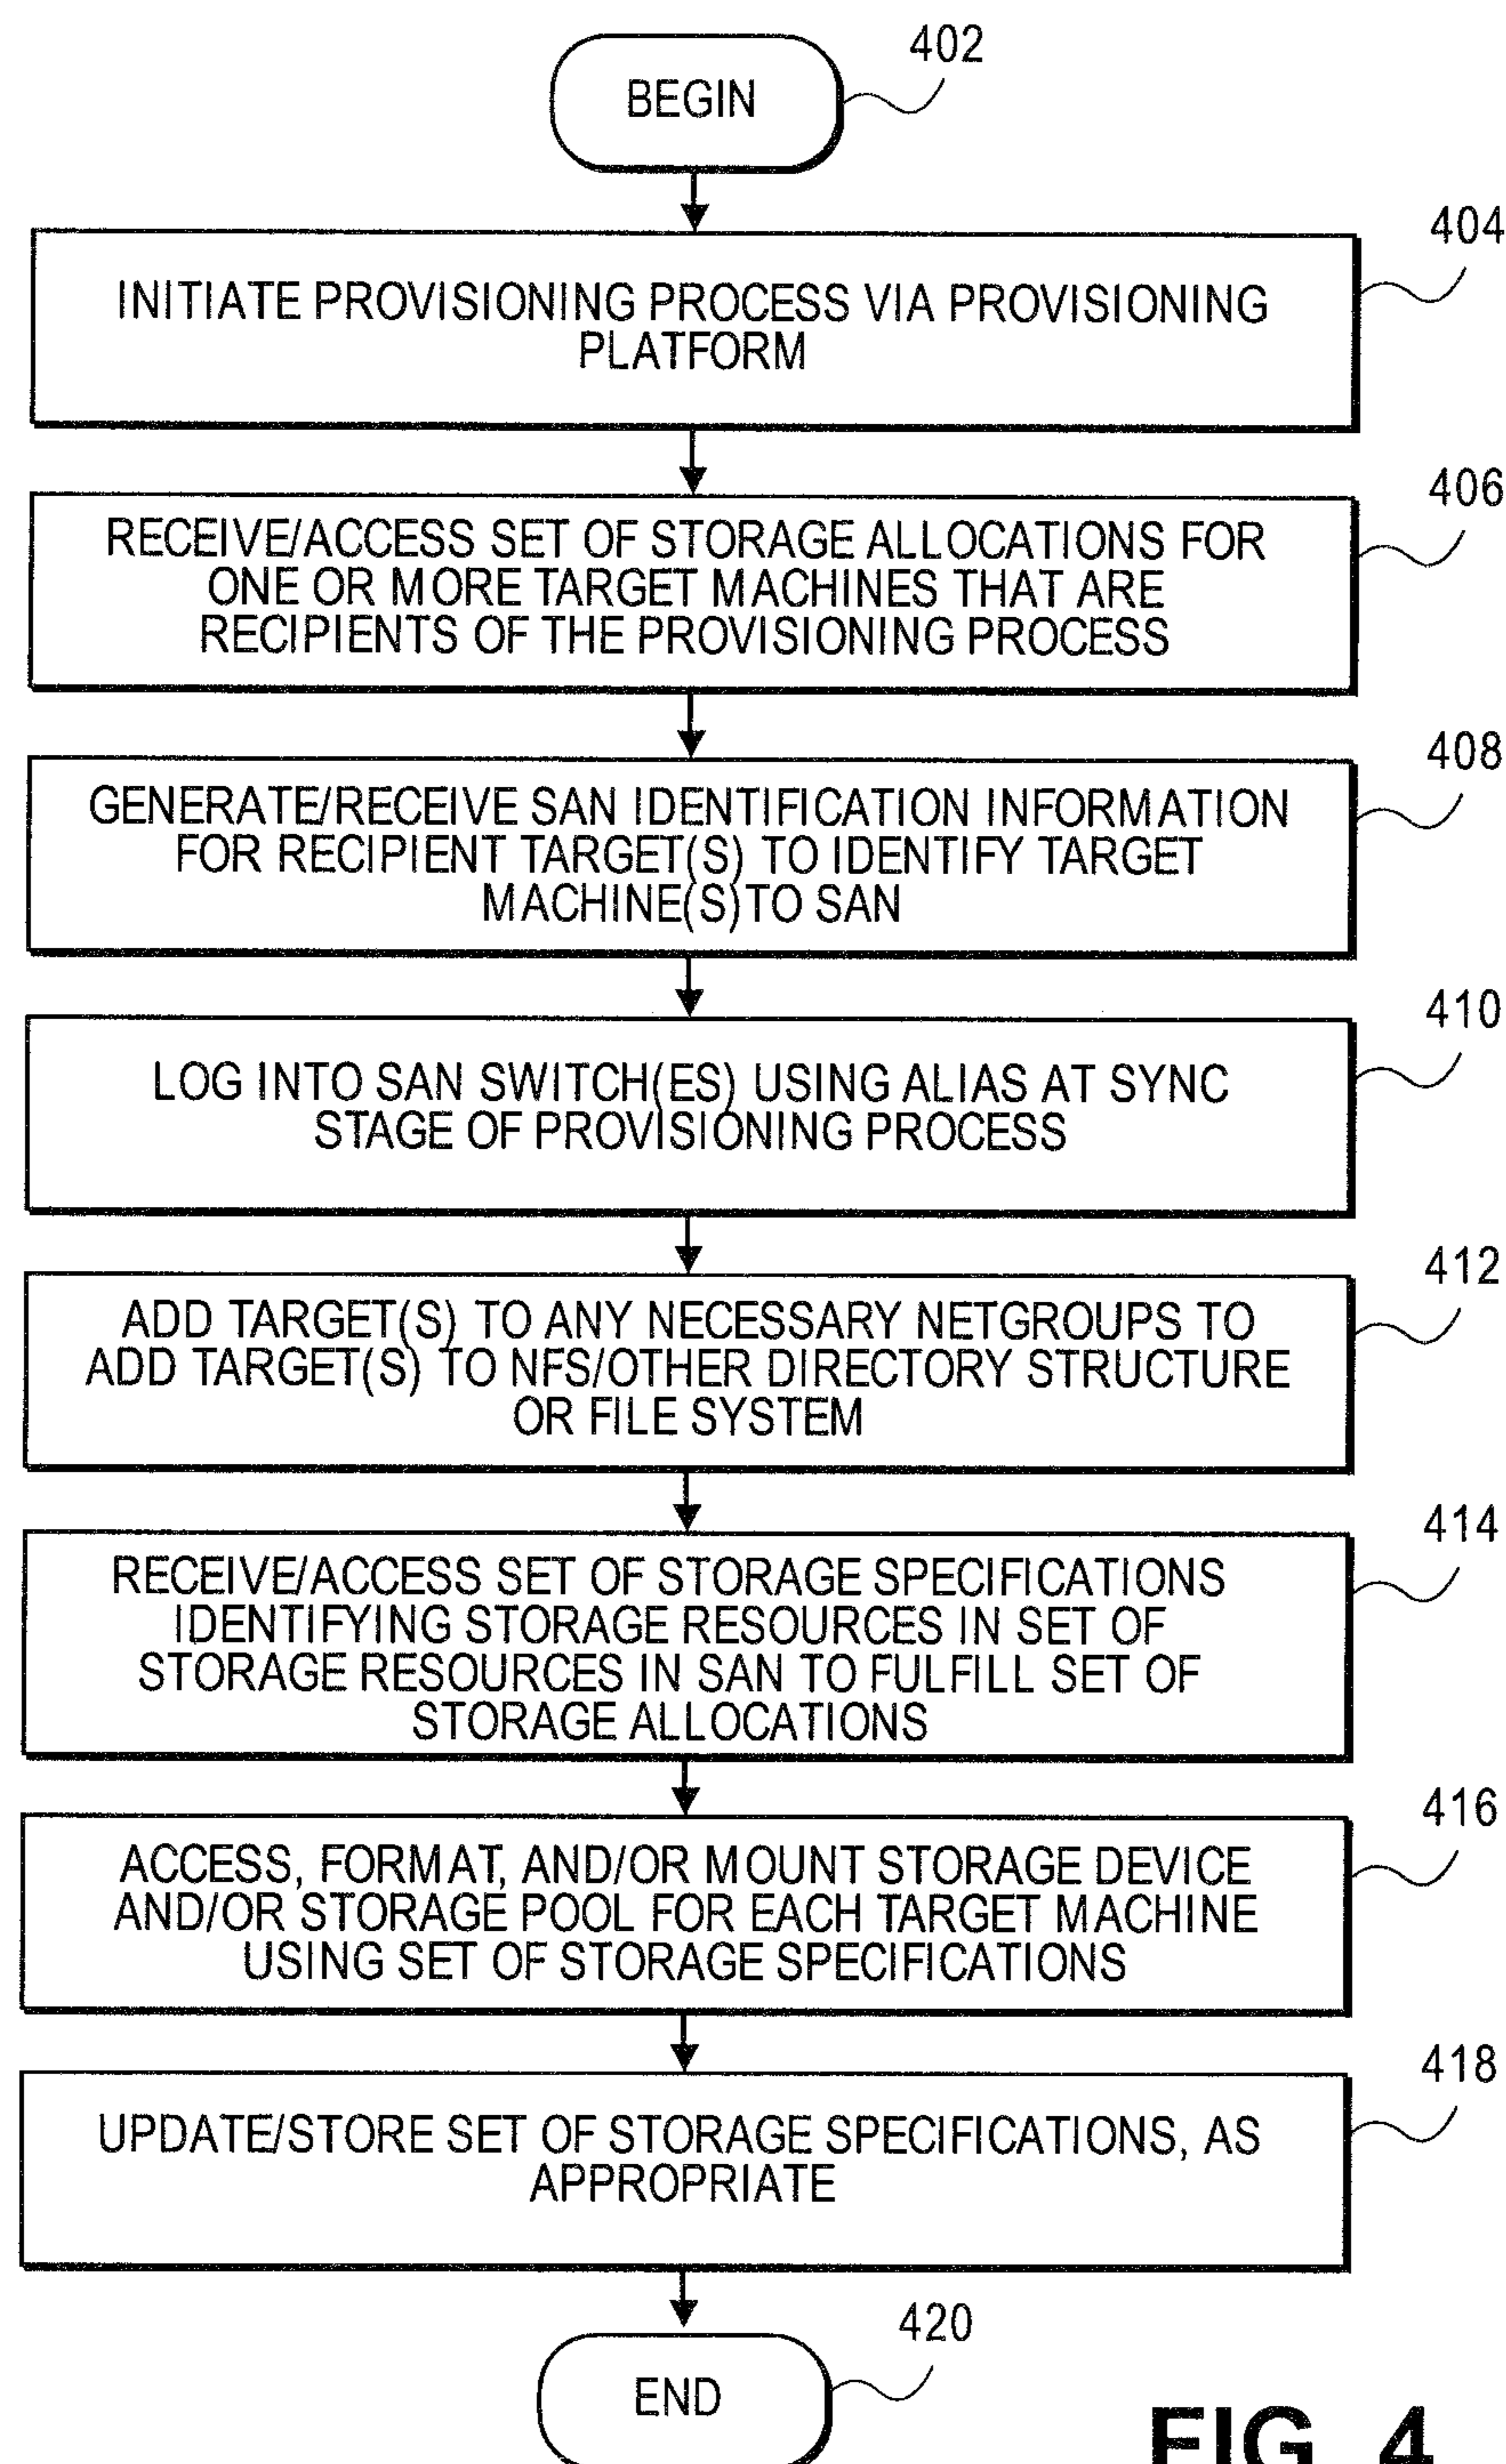 402
BEGIN
404
INITIATE PROVISIONING PROCESS VIA PROVISIONING
PLATFORM
406
RECEIVE/ACCESS SET OF STORAGE ALLOCATIONS FOR
ONE OR MORE TARGET MACHINES THAT ARE
RECIPIENTS OF THE PROVISIONING PROCESS
408
GENERATE/RECEIVE SAN IDENTIFICATION INFORMATION
FOR RECIPIENT TARGET(S) TO IDENTIFY TARGET
MACHINE(S)TO SAN
410
LOG INTO SAN SWITCH(ES) USING ALIAS AT SYNC
STAGE OF PROVISIONING PROCESS
412
ADD TARGET(S) TO ANY NECESSARY NETGROUPS TO
ADD TARGET(S) TO NFS/OTHER DIRECTORY STRUCTURE
OR FILE SYSTEM
414
RECEIVE/ACCESS SET OF STORAGE SPECIFICATIONS
IDENTIFYING STORAGE RESOURCES IN SET OF
STORAGE RESOURCES IN SAN TO FULFILL SET OF
STORAGE ALLOCATIONS
416
ACCESS, FORMAT, AND/OR MOUNT STORAGE DEVICE
AND/OR STORAGE POOL FOR EACH TARGET MACHINE
USING SET OF STORAGE SPECIFICATIONS
418
UPDATE/STORE SET OF STORAGE SPECIFICATIONS, AS
APPROPRIATE
420
END
FIG. 4